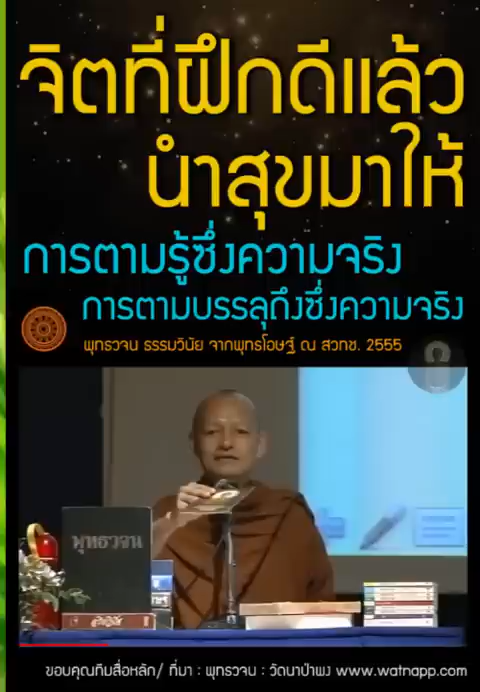 จิตที่ฝึกดีแล้ว
นำสุขมาให้
การตามรู้ซึ่งความจริง
การตามบรรลุถึงซึ่งความจริง
พุทธวจน ธรรมวินัย จากพุทธโอษฐ์ ณ สวทช. 2555
พุทธวจน
ขอบคุณทีมสื่อหลัก/ ที่มา : พุทธวจน : วัดนาป่าพง www.watnapp.com